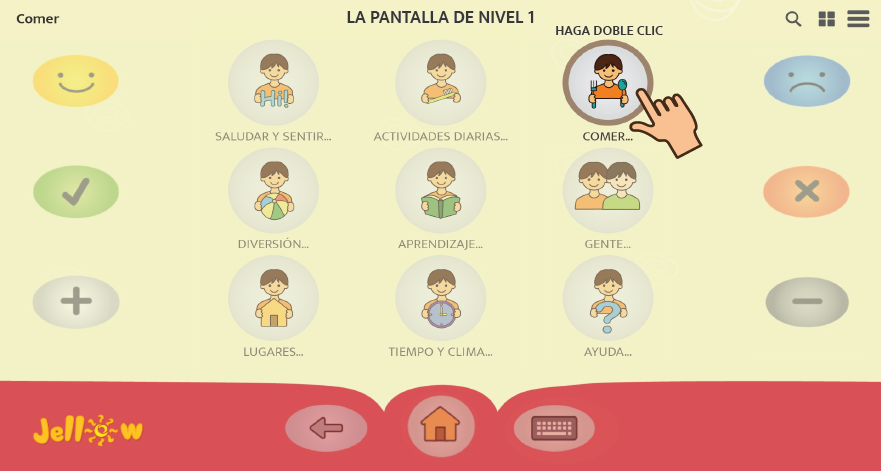 Comer
LA PANTALLA DE NIVEL 1
HAGA DOBLE CLIC
SALUDAR Y SENTIR...
ACTIVIDADES DIARIAS...
COMER...
DIVERSIÓN...
APRENDIZAJE...
GENTE...
LUGARES...
TIEMPO Y CLIMA...
AYUDA...
Jellow